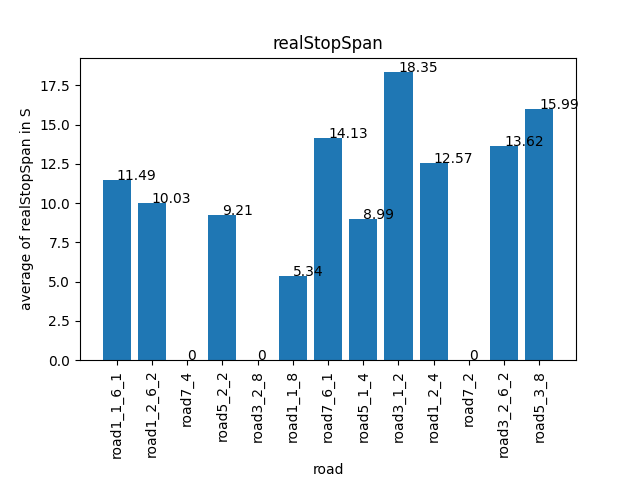 realStopSpan
average of realStopSpan in S
17.5
15.0
12.5
10.0
7.5
5.0
2.5
0.0
11.49
10.03
0
9.21
0
5.34
14.13
8.99
18.35
12.57
0
13.62
15.99
road1_1_6_1
road1_2_6_2
road7_4
road5_2_2
road3_2_8
road1_1_8
road7_6_1
road5_1_4
road3_1_2
road1_2_4
road7_2
road3_2_6_2
road5_3_8
road